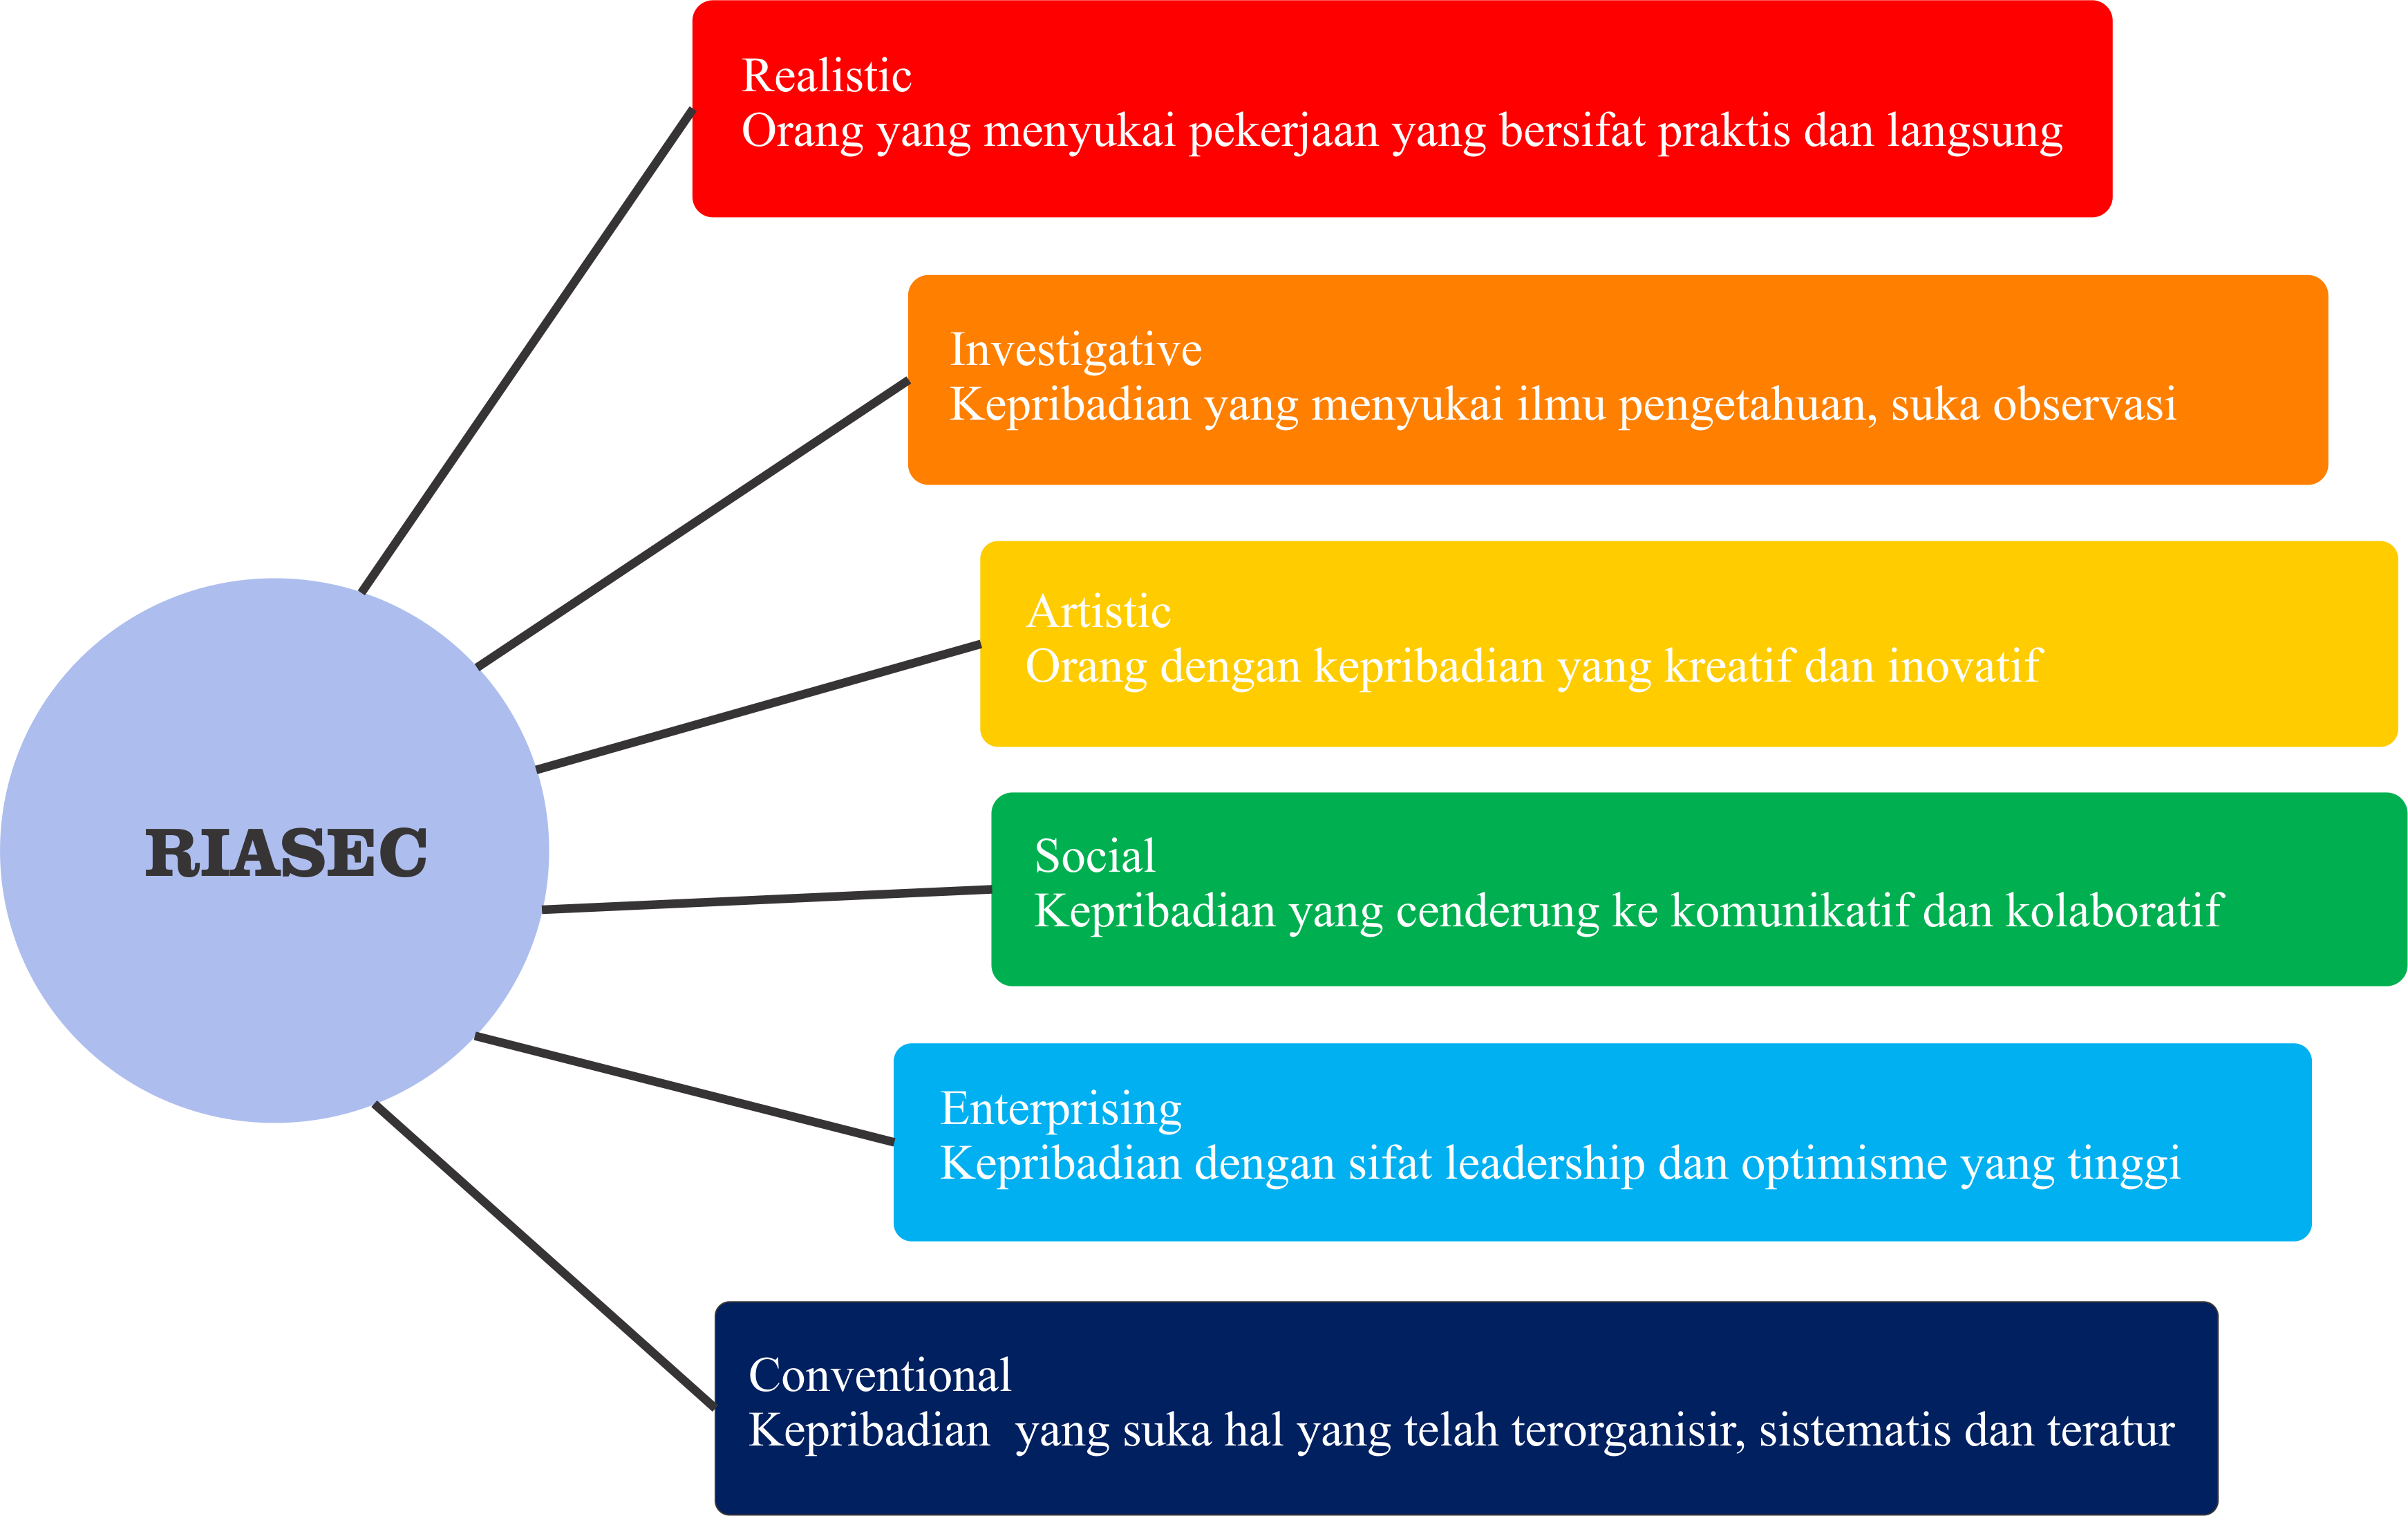 Realistic
Orang yang menyukai pekerjaan yang bersifat praktis dan langsung
Investigative
Kepribadian yang menyukai ilmu pengetahuan, suka observasi
Artistic
Orang dengan kepribadian yang kreatif dan inovatif
RIASEC
Social
Kepribadian yang cenderung ke komunikatif dan kolaboratif
Enterprising
Kepribadian dengan sifat leadership dan optimisme yang tinggi
Conventional
Kepribadian  yang suka hal yang telah terorganisir, sistematis dan teratur